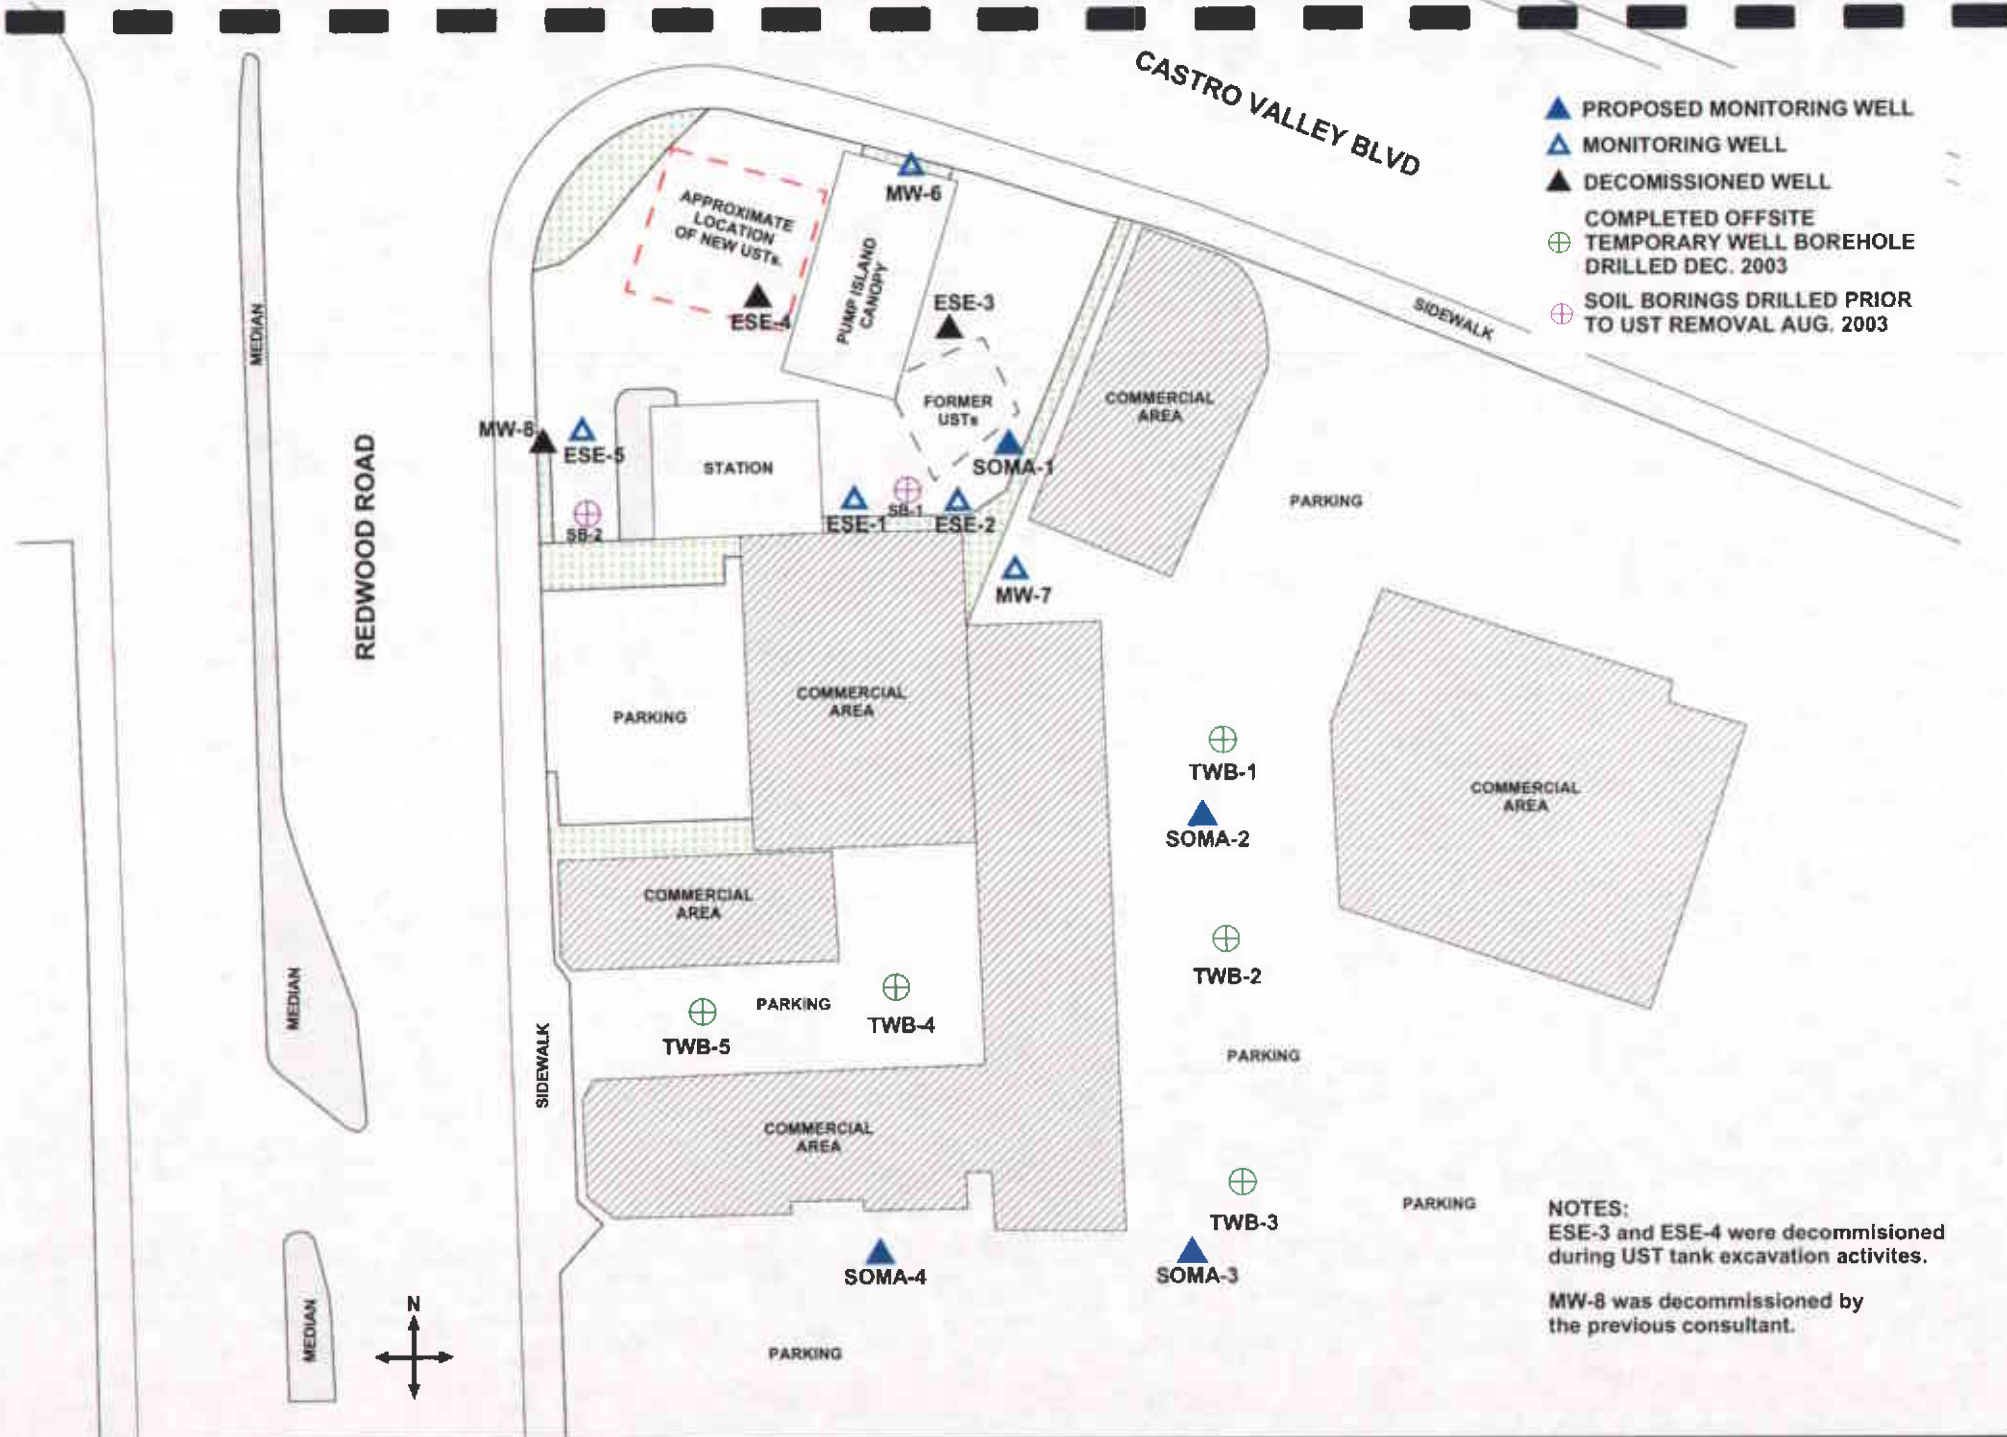 CASTRO VALLEY BLVD
PROPOSED MONITORING WELL
MONITORING WELL
DECOMISSIONED WELL
COMPLETED OFFSITE
TEMPORARY WELL BOREHOLE
DRILLED DEC. 2003
SOIL BORINGS DRILLED PRIOR
TO UST REMOVAL AUG. 2003
MW-6
APPROXIMATE
LOCATION
OF NEW USTs.
PUMP ISLAND
CANOPY
ESE-3
ESE-4
SIDEWALK
MEDIAN
FORMER
USTs
COMMERCIAL
AREA
MW-8
ESE-5
STATION
SOMA-1
REDWOOD ROAD
PARKING
SB-2
ESE-1
SB-1
ESE-2
MW-7
PARKING
COMMERCIAL
AREA
TWB-1
COMMERCIAL
AREA
SOMA-2
COMMERCIAL
AREA
MEDIAN
TWB-2
PARKING
TWB-4
TWB-5
SIDEWALK
PARKING
COMMERCIAL
AREA
TWB-3
PARKING
NOTES:
ESE-3 and ESE-4 were decommisioned
during UST tank excavation activites.
MW-8 was decommissioned by
the previous consultant.
SOMA-4
SOMA-3
N
MEDIAN
PARKING